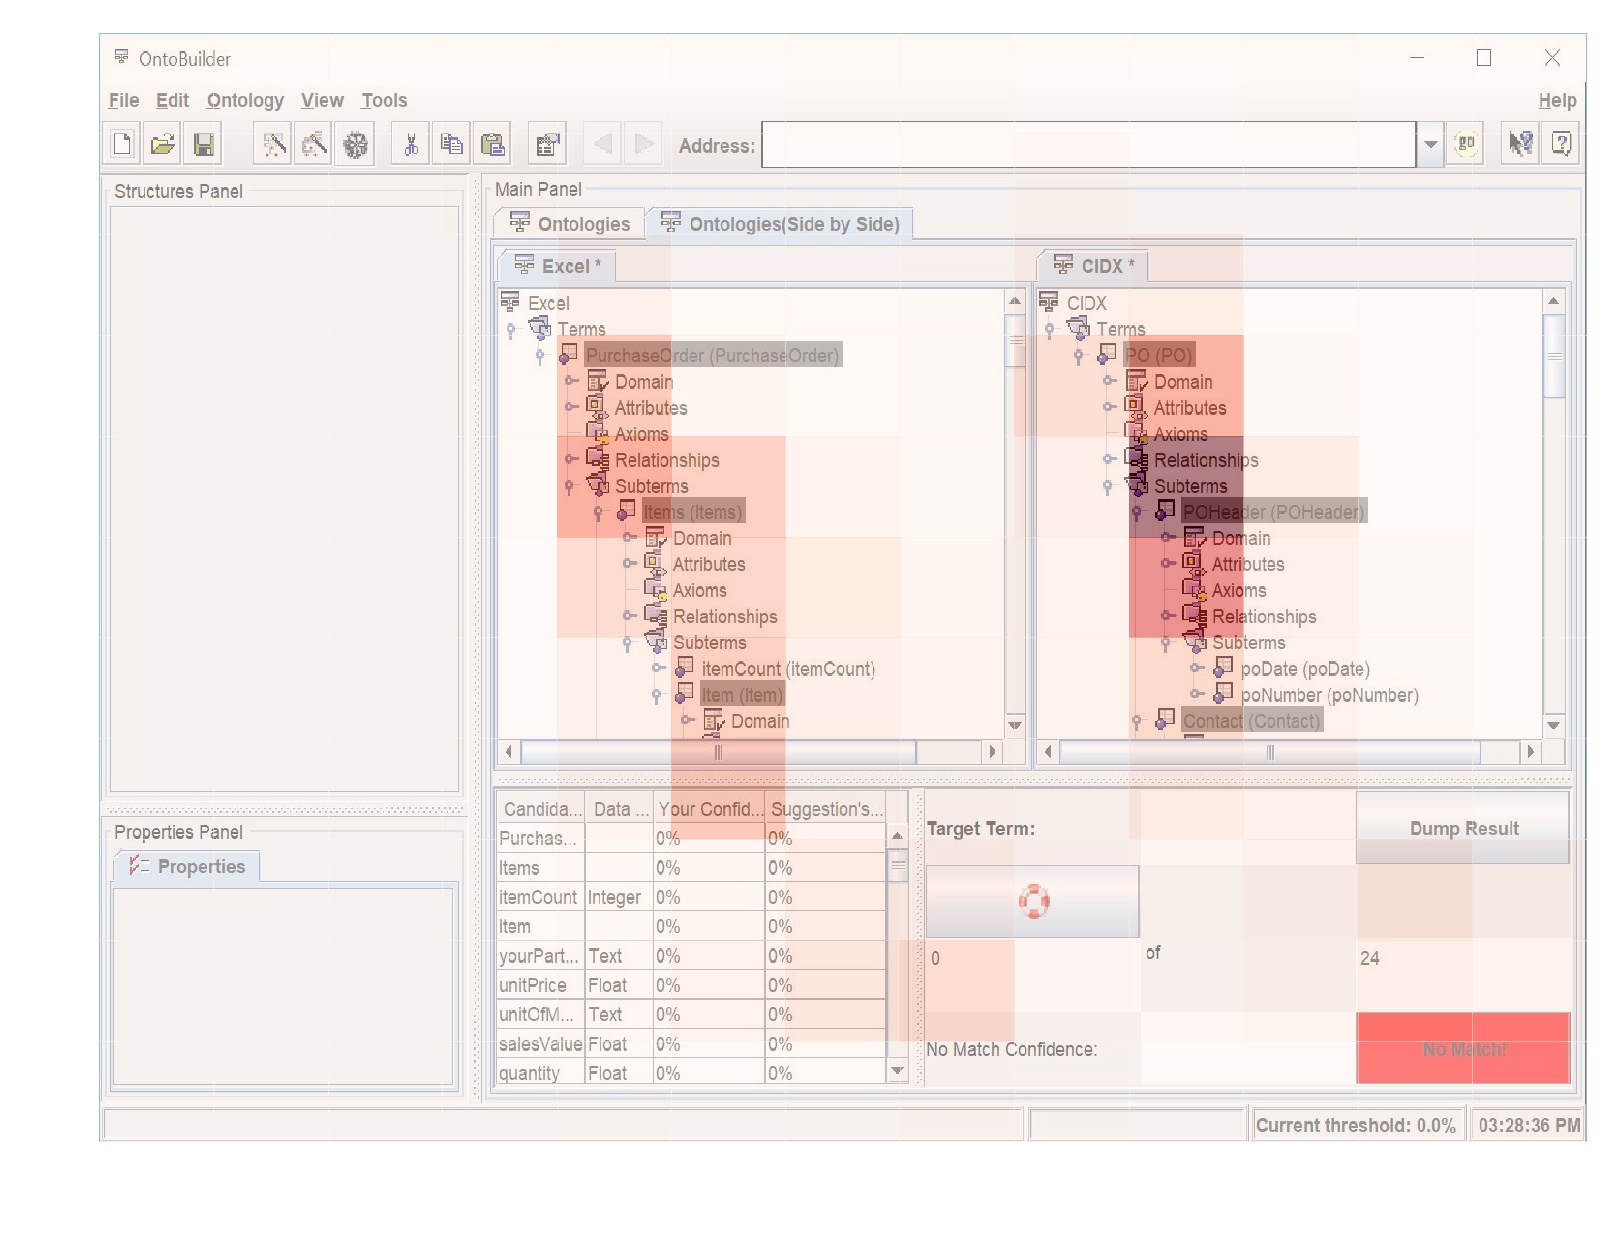 OntoBuilder
File Edit Ontology View Tools Help
Address: go
Structures Panel
Main Panel
Ontologies Ontologies(Side by Side)
Excel *
Excel
Terms
PurchaseOrder (PurchaseOrder)
Domain
Attributes
Axioms
Relationships
Subterms
Items (Items)
Domain
Attributes
Axioms
Relationships
Subterms
itemCount (itemCount)
Item (Item)
Domain
CIDX *
CIDX
Terms
PO (PO)
Domain
Attributes
Axioms
Relationships
Subterms
POHeader (POHeader)
Domain
Attributes
Axioms
Relationships
Subterms
poDate (poDate)
poNumber (poNumber)
Contact (Contact)
Properties Panel
Properties
Candida... Data ... Your Confid... Suggestion's...
Purchas... 0% 0%
Items 0% 0%
itemCount Integer 0% 0%
Item 0% 0%
yourPart... Text 0% 0%
unitPrice Float 0% 0%
unitOfM... Text 0% 0%
salesValue Float 0% 0%
quantity Float 0% 0%
Target Term: Dump Result
0 of 24
No Match Confidence: No Match!
Current threshold: 0.0% 03:28:36 PM